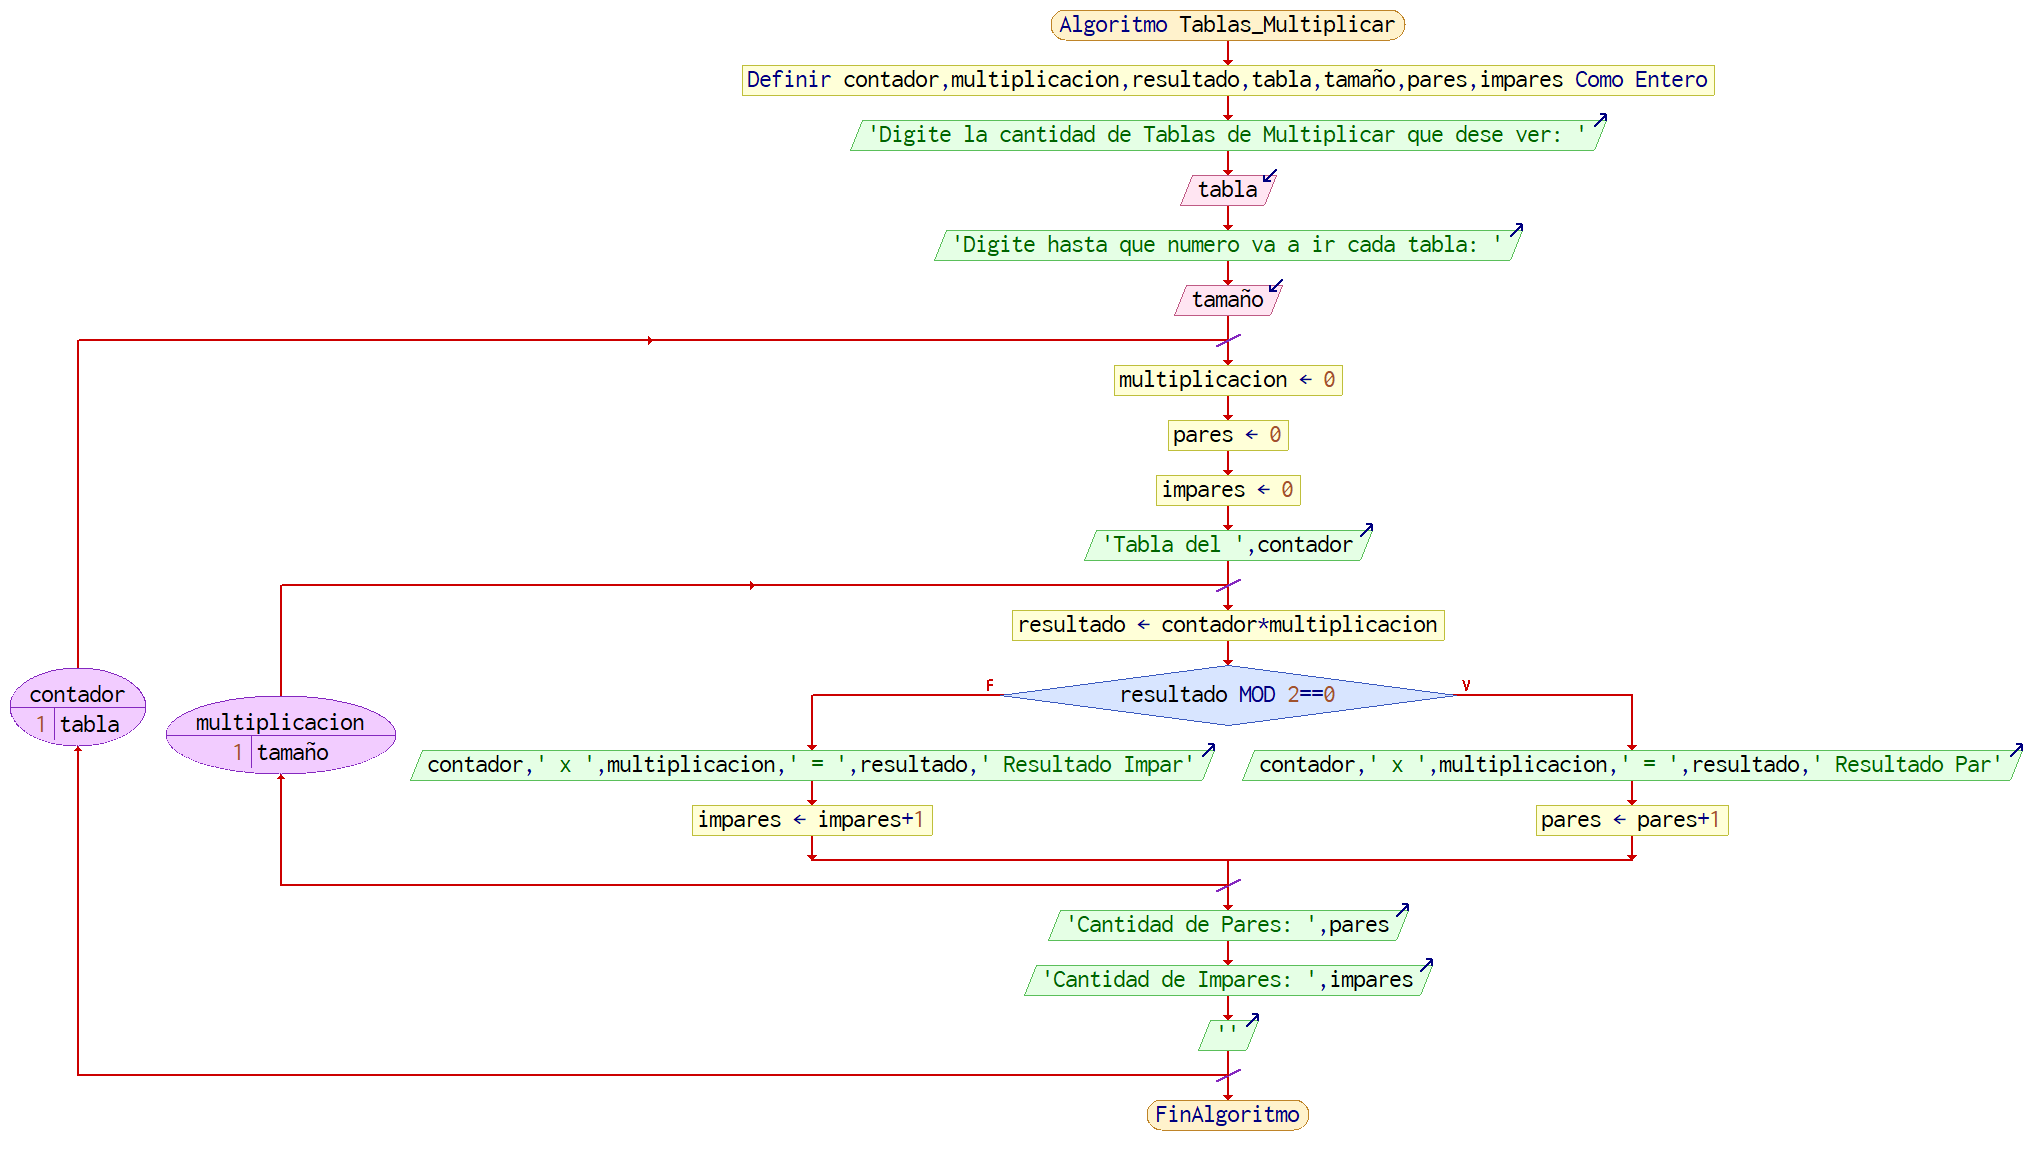 Algoritmo Tablas_Multiplicar
Definir contador,multiplicacion,resultado,tabla,tamaño,pares,impares Como Entero
'Digite la cantidad de Tablas de Multiplicar que dese ver: '
tabla
'Digite hasta que numero va a ir cada tabla: '
tamaño
multiplicacion ← 0
pares ← 0
impares ← 0
'Tabla del ',contador
resultado ← contador*multiplicacion
contador
1 tabla
multiplicacion
1 tamaño
F
resultado MOD 2==0
V
contador,' x ',multiplicacion,' = ',resultado,' Resultado Impar'
contador,' x ',multiplicacion,' = ',resultado,' Resultado Par'
impares ← impares+1
pares ← pares+1
'Cantidad de Pares: ',pares
'Cantidad de Impares: ',impares
''
FinAlgoritmo